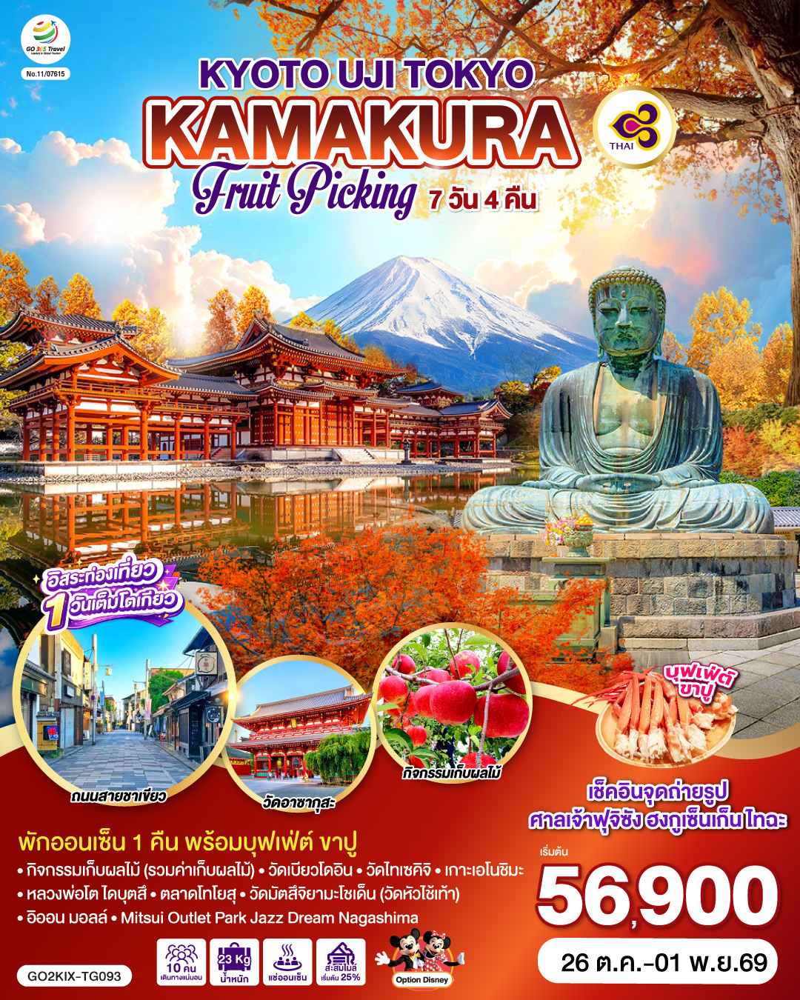 GO 365 Travel
Leaders in Global Tourism
No.11/07615
KYOTO UJI TOKYO
KAMAKURA
THAI
Fruit Picking 7 วัน 4 คืน
อิสระท่องเที่ยว
1 วันเต็มโตเกียว
บุฟเฟ่ต์
ขาปู
ถนนสายชาเขียว
วัดอาซากุสะ
กิจกรรมเก็บผลไม้
เช็คอินจุดถ่ายรูป
ศาลเจ้าฟุจิซัง ฮงกูเซ็นเก็น ไทฉะ
พักออนเซ็น 1 คืน พร้อมบุฟเฟ่ต์ ขาปู
• กิจกรรมเก็บผลไม้ (รวมค่าเก็บผลไม้) • วัดเบียวโดอิน • วัดไทเซคิจิ • เกาะเอโนชิมะ
• หลวงพ่อโต ไดบุตสึ • ตลาดโทโยสุ • วัดมัตสึจิยามะโชเด็น (วัดหัวไช้เท้า)
• อิออน มอลล์ • Mitsui Outlet Park Jazz Dream Nagashima
เริ่มต้น
56,900
26 ต.ค.-01 พ.ย.69
GO2KIX-TG093
10 คน
เดินทางแน่นอน
23 Kg
น้ำหนัก
แช่ออนเซ็น
สะสมไมล์
เริ่มต้น 25%
Option Disney